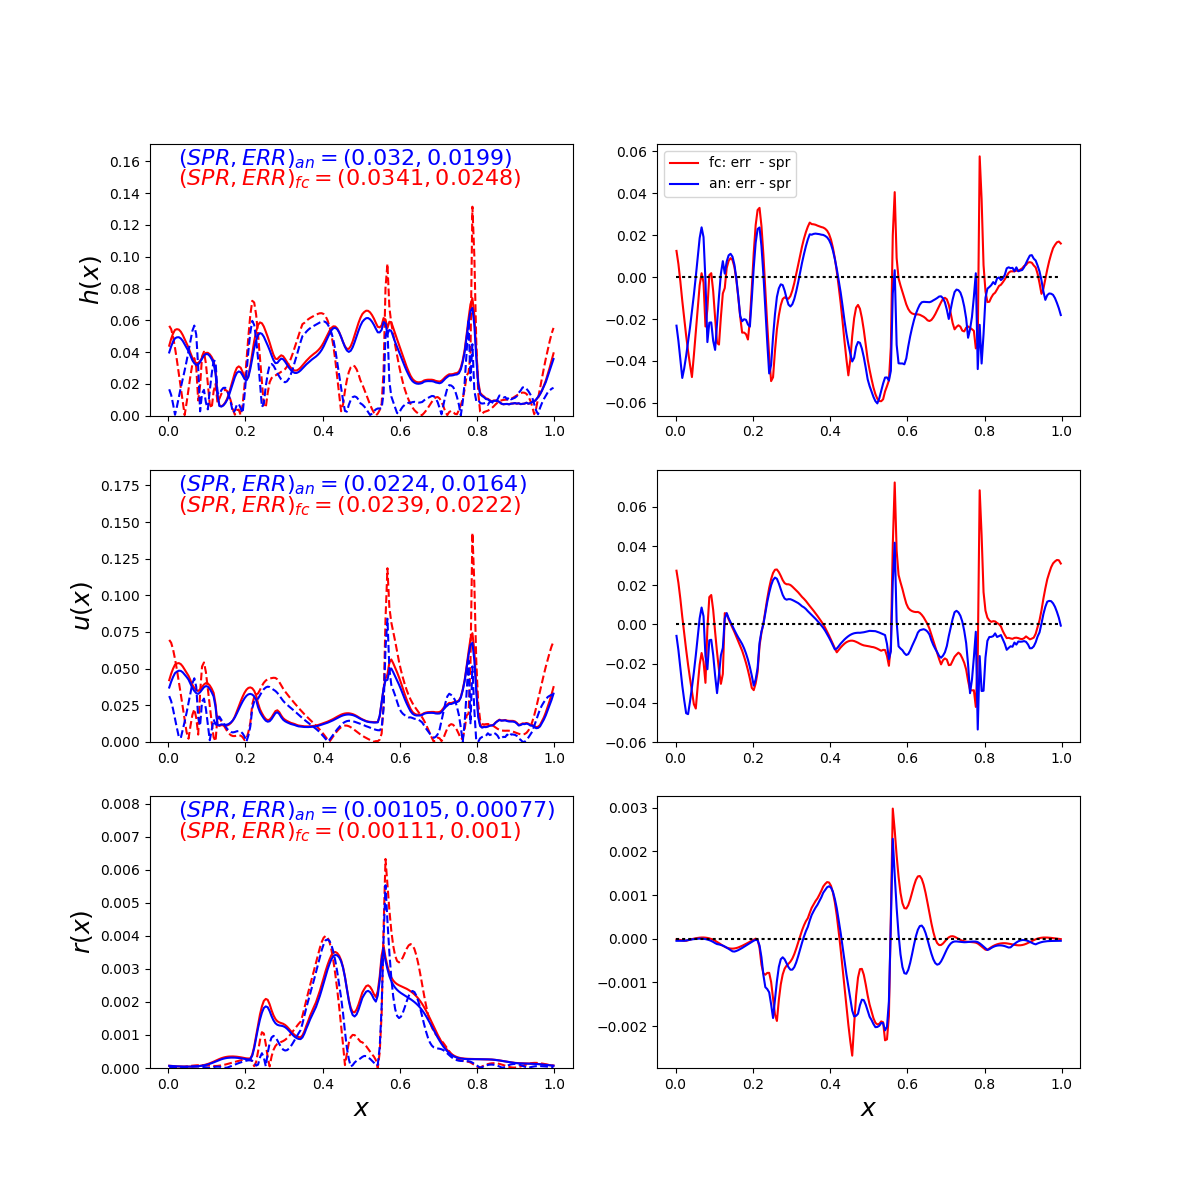 (SPR, ERR)an = (0.032, 0.0199)
(SPR, ERR)fc = (0.0341, 0.0248)
h(x)
0.16
0.14
0.12
0.10
0.08
0.06
0.04
0.02
0.00
0.0 0.2 0.4 0.6 0.8 1.0
fc: err - spr
an: err - spr
0.06
0.04
0.02
0.00
−0.02
−0.04
−0.06
0.0 0.2 0.4 0.6 0.8 1.0
(SPR, ERR)an = (0.0224, 0.0164)
(SPR, ERR)fc = (0.0239, 0.0222)
u(x)
0.175
0.150
0.125
0.100
0.075
0.050
0.025
0.000
0.0 0.2 0.4 0.6 0.8 1.0
0.06
0.04
0.02
0.00
−0.02
−0.04
−0.06
0.0 0.2 0.4 0.6 0.8 1.0
(SPR, ERR)an = (0.00105, 0.00077)
(SPR, ERR)fc = (0.00111, 0.001)
r(x)
0.008
0.007
0.006
0.005
0.004
0.003
0.002
0.001
0.000
0.0 0.2 0.4 0.6 0.8 1.0
x
0.003
0.002
0.001
0.000
−0.001
−0.002
0.0 0.2 0.4 0.6 0.8 1.0
x